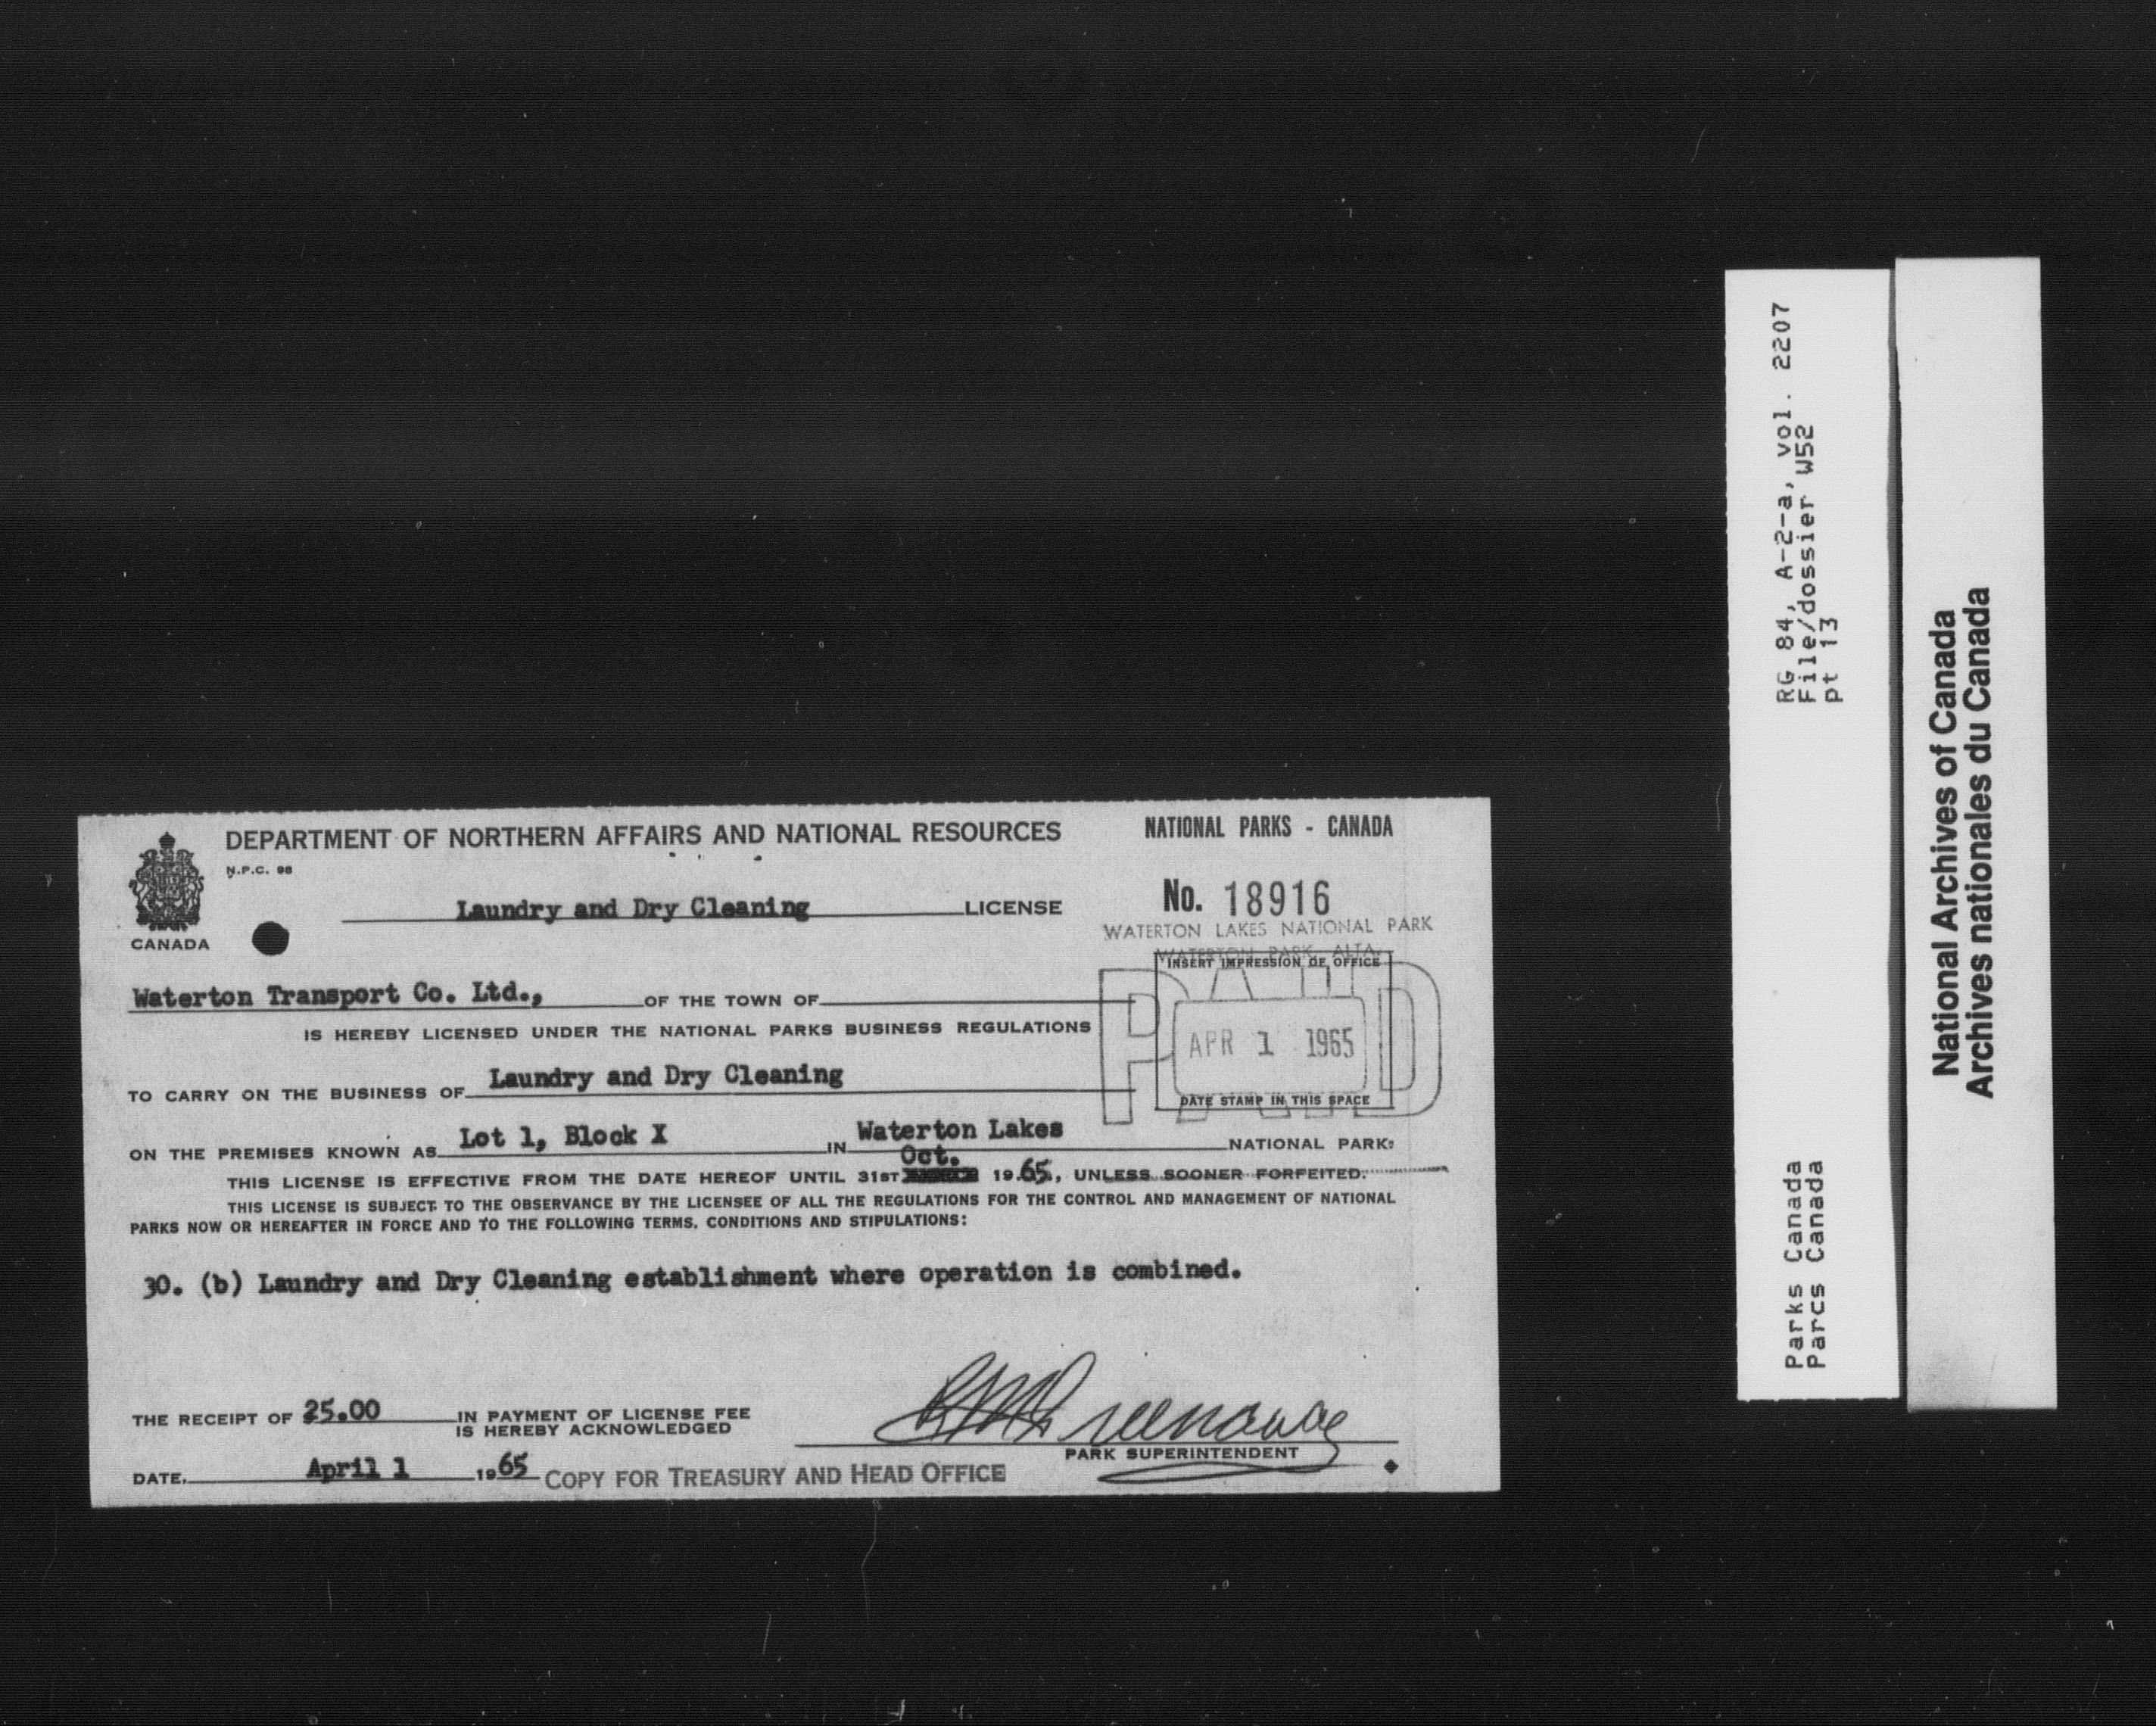 DEPARTMENT OF NORTHERN AFFAIRS AND NATIONAL RESOURCES
NATIONAL PARKS - CANADA
N.P.C. 98
Laundry and Dry Cleaning LICENSE
No. 18916
CANADA
WATERTON LAKES NATIONAL PARK
WATERTON PARK, ALTA.
INSERT IMPRESSION OF OFFICE
PAID
APR 1 1965
DATE STAMP IN THIS SPACE
Waterton Transport Co. Ltd., OF THE TOWN OF
IS HEREBY LICENSED UNDER THE NATIONAL PARKS BUSINESS REGULATIONS
TO CARRY ON THE BUSINESS OF Laundry and Dry Cleaning
ON THE PREMISES KNOWN AS Lot 1, Block X IN Waterton Lakes NATIONAL PARK:
Oct.
THIS LICENSE IS EFFECTIVE FROM THE DATE HEREOF UNTIL 31ST 19 65, UNLESS SOONER FORFEITED.
THIS LICENSE IS SUBJECT TO THE OBSERVANCE BY THE LICENSEE OF ALL THE REGULATIONS FOR THE CONTROL AND MANAGEMENT OF NATIONAL
PARKS NOW OR HEREAFTER IN FORCE AND TO THE FOLLOWING TERMS, CONDITIONS AND STIPULATIONS:
30. (b) Laundry and Dry Cleaning establishment where operation is combined.
THE RECEIPT OF 25.00 IN PAYMENT OF LICENSE FEE
IS HEREBY ACKNOWLEDGED
PARK SUPERINTENDENT
DATE. April 1 1965 COPY FOR TREASURY AND HEAD OFFICE
RG 84, A-2-a, vol. 2207
File/dossier W52
pt 13
Parks Canada
Parcs Canada
National Archives of Canada
Archives nationales du Canada